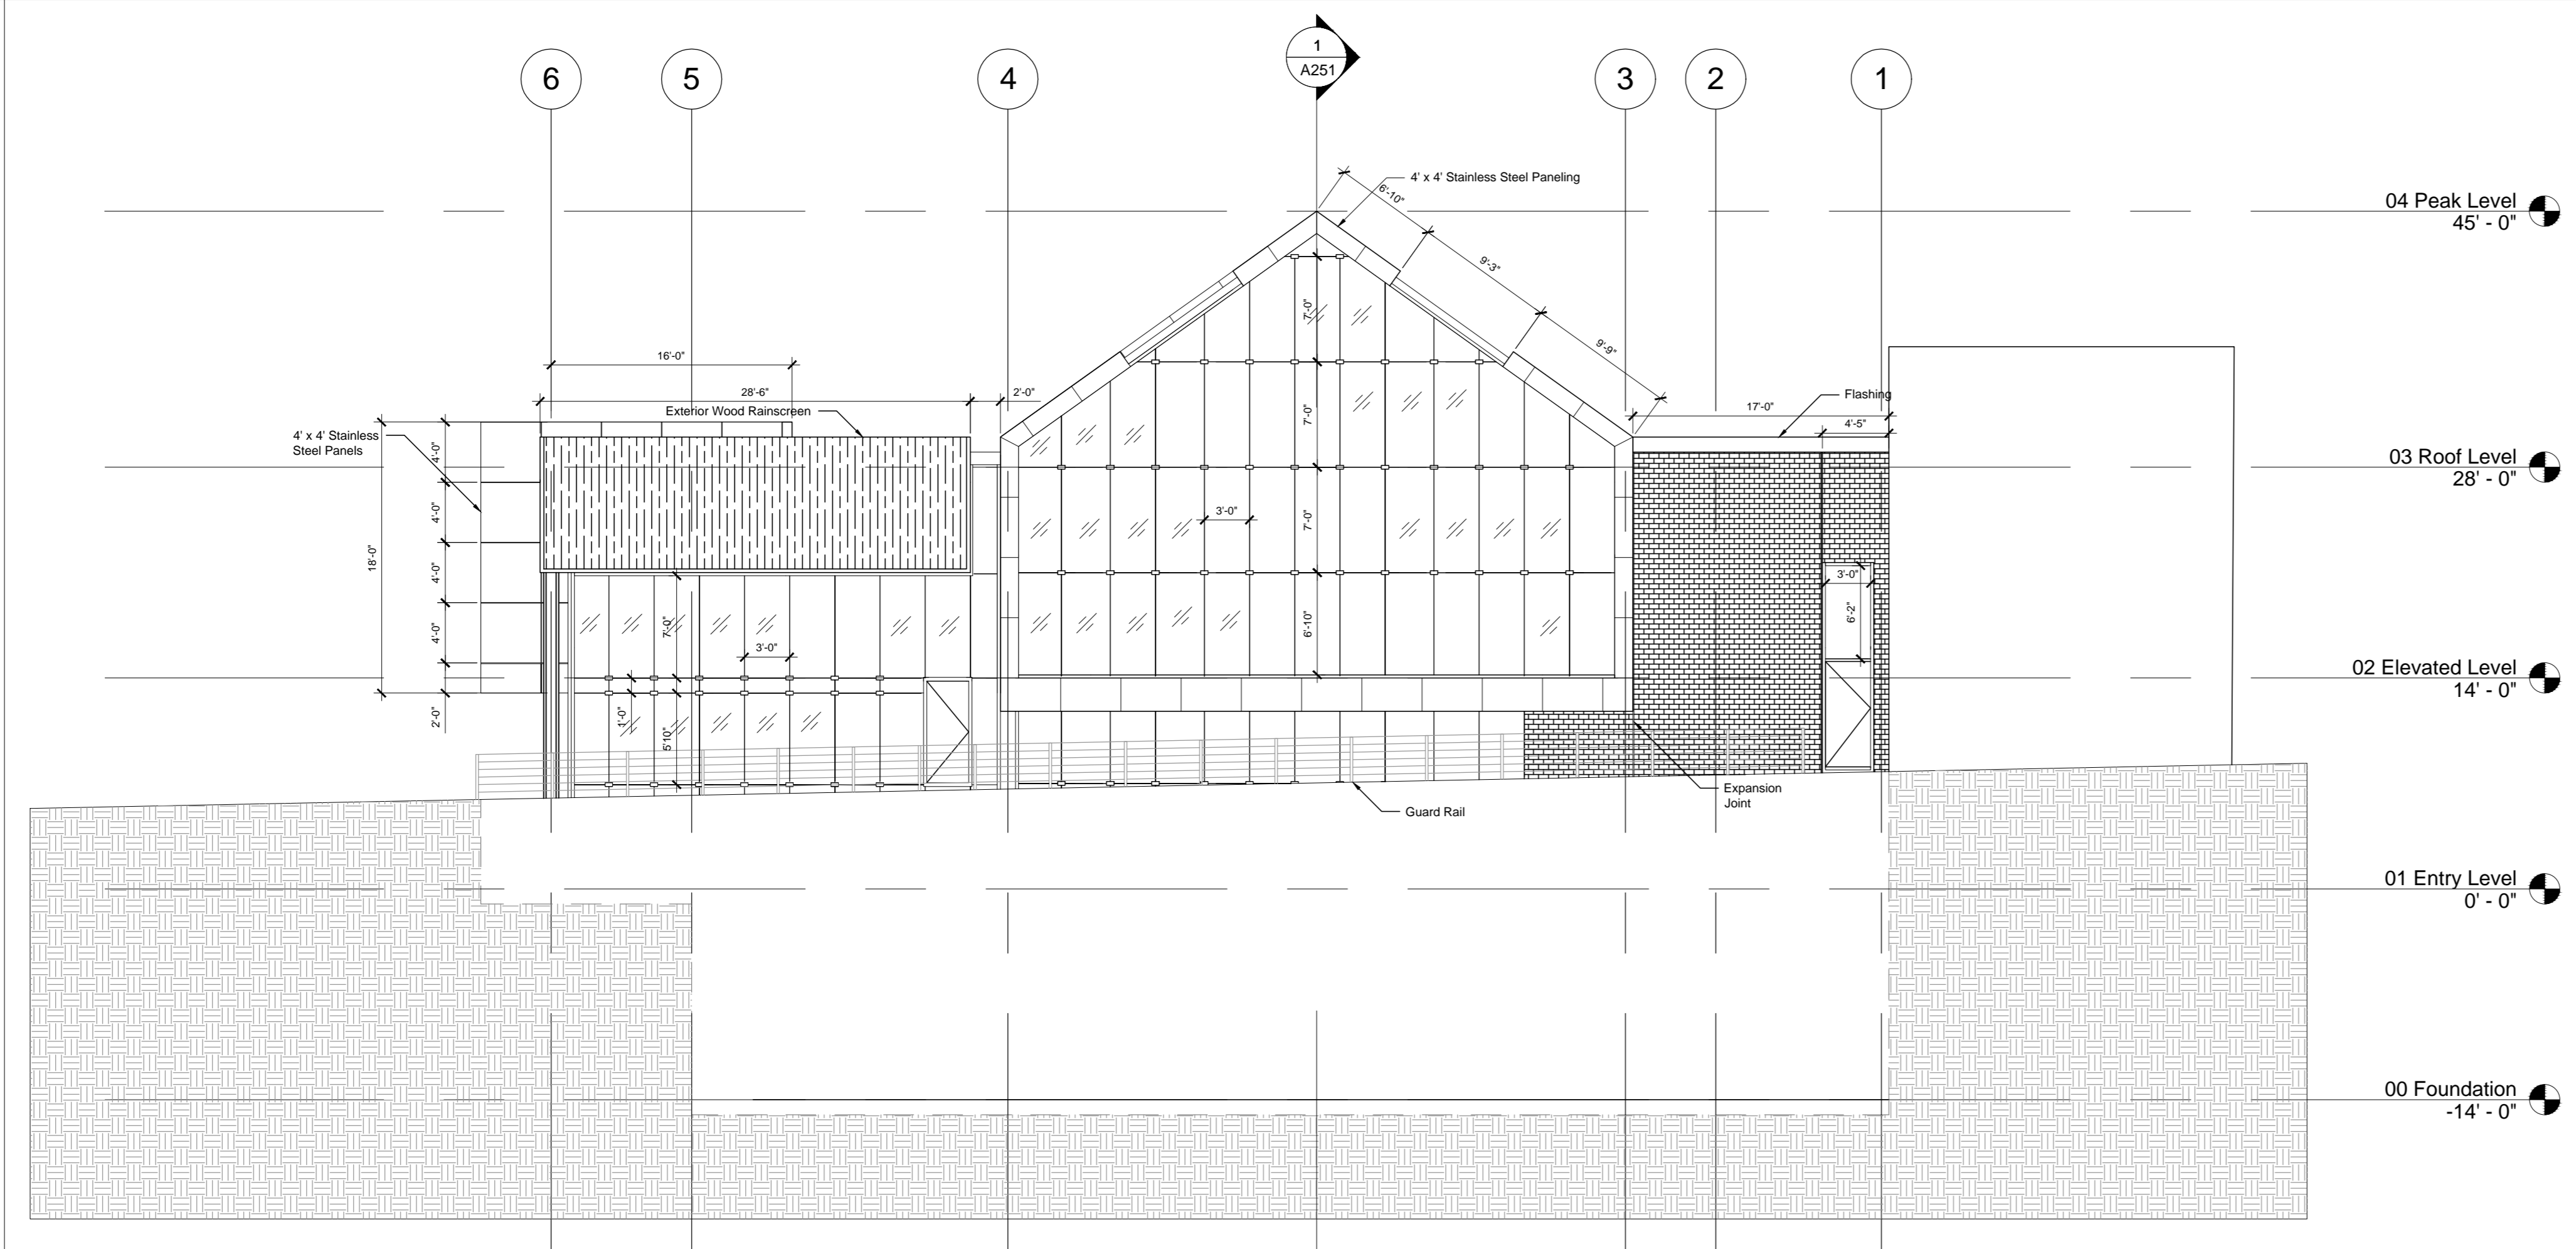 6
5
4
1
A251
3
2
1
4' x 4' Stainless Steel Paneling
6'-10"
04 Peak Level
45' - 0"
9'-3"
7'-0"
9'-9"
16'-0"
28'-6"
2'-0"
Exterior Wood Rainscreen
Flashing
17'-0"
4'-5"
4' x 4' Stainless
Steel Panels
4'-0"
7'-0"
03 Roof Level
28' - 0"
4'-0"
3'-0"
7'-0"
18'-0"
4'-0"
3'-0"
6'-2"
4'-0"
7'-0"
3'-0"
6'-10"
02 Elevated Level
14' - 0"
2'-0"
1'-0"
5'10"
Expansion
Joint
Guard Rail
01 Entry Level
0' - 0"
00 Foundation
-14' - 0"